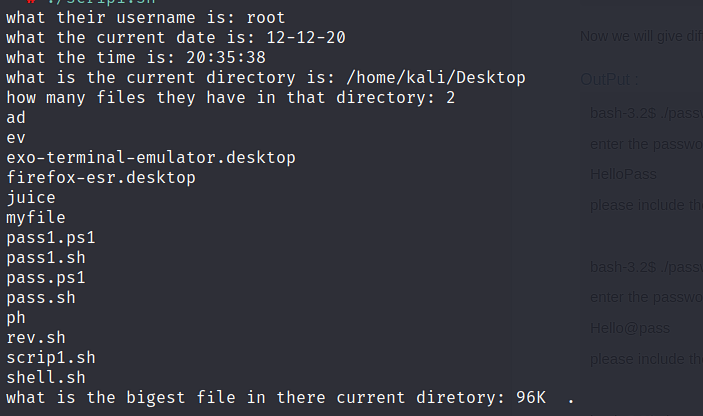 # ./scrip1.sh
what their username is: root
what the current date is: 12-12-20
what the time is: 20:35:38
what is the current directory is: /home/kali/Desktop
how many files they have in that directory: 2
ad
ev
exo-terminal-emulator.desktop
firefox-esr.desktop
juice
myfile
pass1.ps1
pass1.sh
pass.ps1
pass.sh
ph
rev.sh
scrip1.sh
shell.sh
what is the bigest file in there current diretory: 96K  .
Now we will give dif
OutPut :
bash-3.2$ ./passw
enter the passwo
HelloPass
please include th
bash-3.2$ ./passw
enter the passwo
Hello@pass
please include th